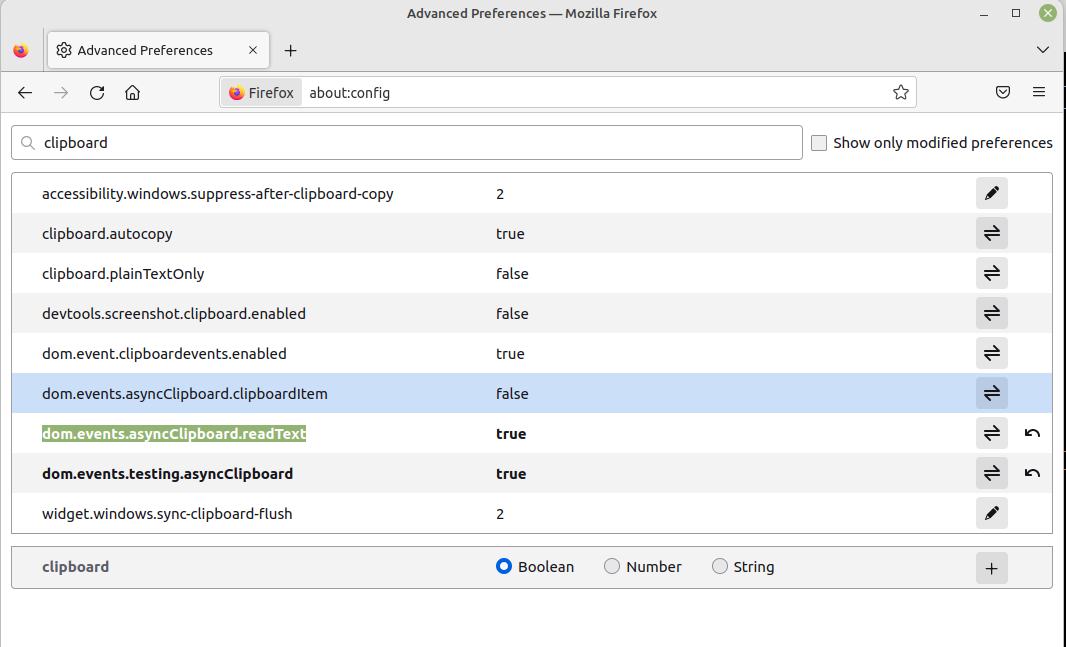 Advanced Preferences — Mozilla Firefox
Advanced Preferences
Firefox about:config
clipboard Show only modified preferences
accessibility.windows.suppress-after-clipboard-copy 2
clipboard.autocopy true
clipboard.plainTextOnly false
devtools.screenshot.clipboard.enabled false
dom.event.clipboardevents.enabled true
dom.events.asyncClipboard.clipboardItem false
dom.events.asyncClipboard.readText true
dom.events.testing.asyncClipboard true
widget.windows.sync-clipboard-flush 2
clipboard Boolean Number String